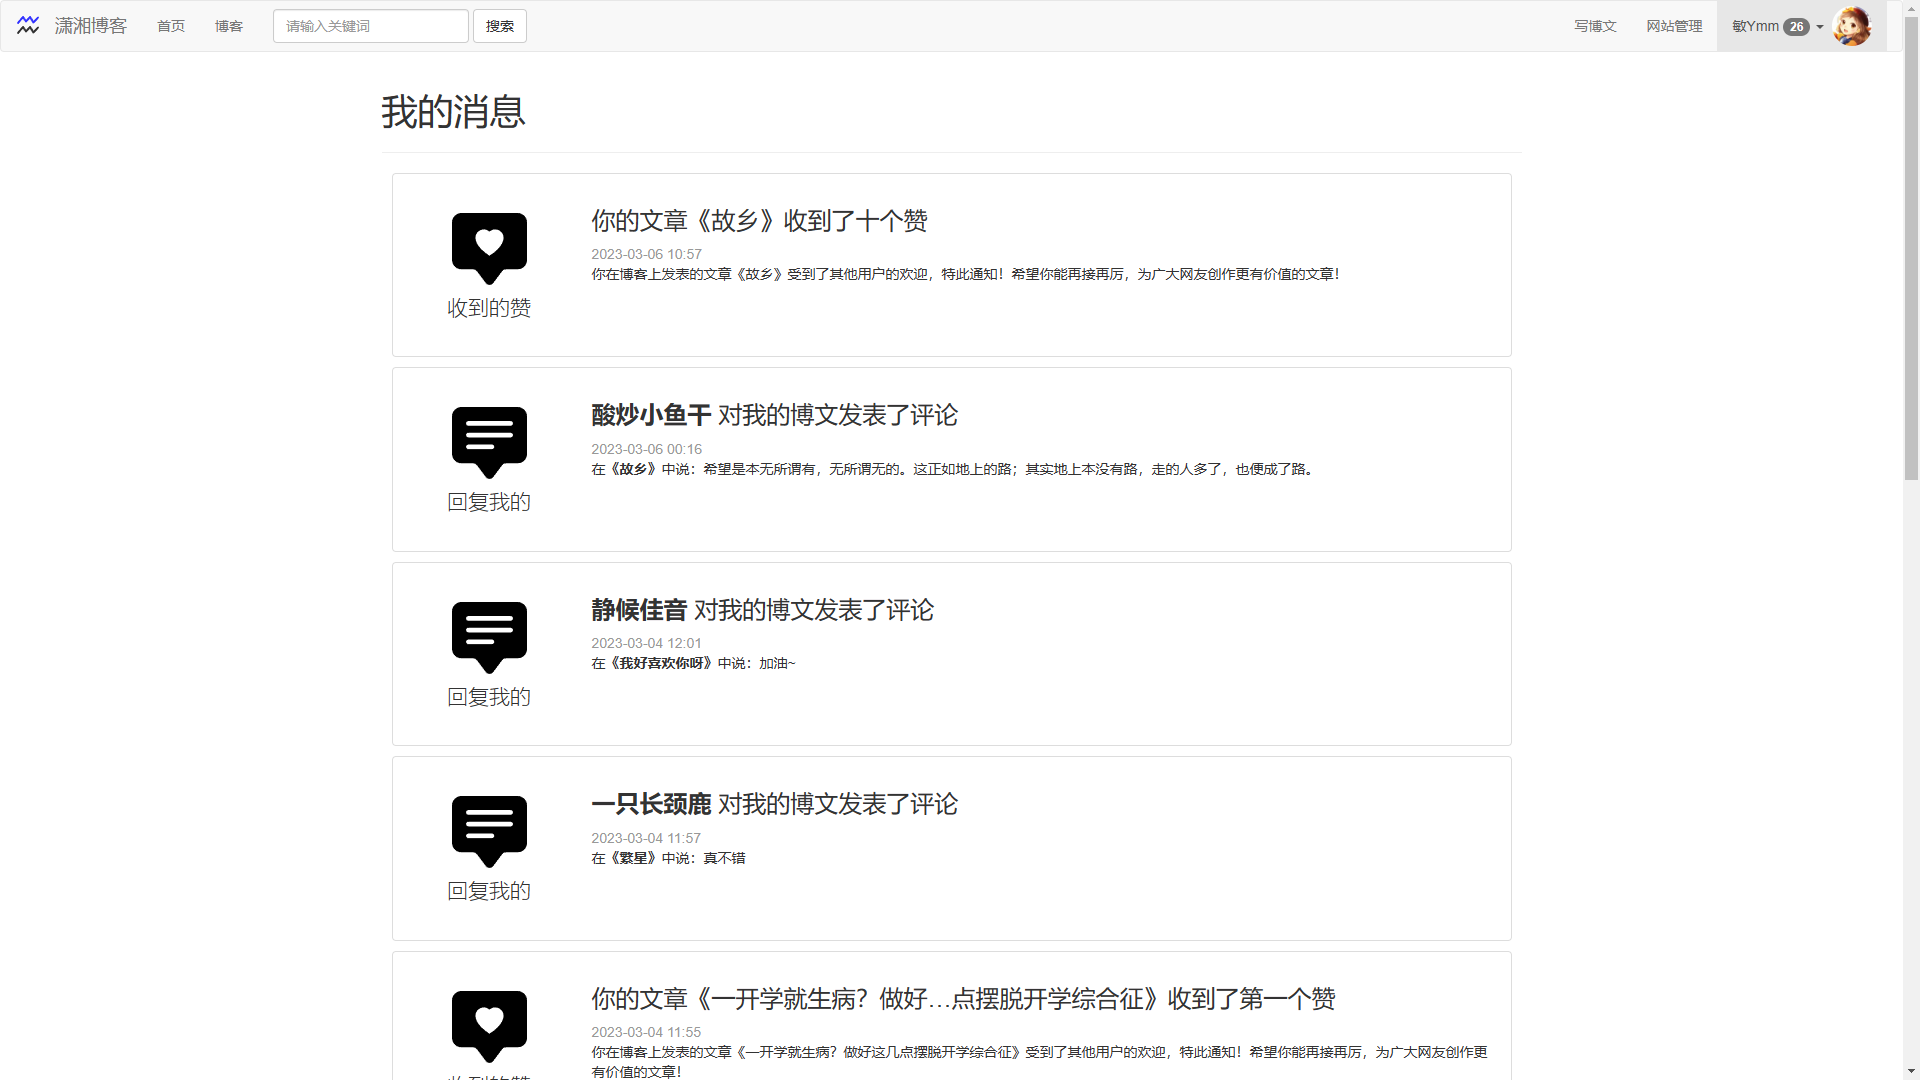 潇湘博客 首页 博客 请输入关键词 搜索 写博文 网站管理 敏Ymm 26
我的消息
你的文章《故乡》收到了十个赞
2023-03-06 10:57
你在博客上发表的文章《故乡》受到了其他用户的欢迎，特此通知！希望你能再接再厉，为广大网友创作更有价值的文章！
收到的赞
酸炒小鱼干 对我的博文发表了评论
2023-03-06 00:16
在《故乡》中说：希望是本无所谓有，无所谓无的。这正如地上的路；其实地上本没有路，走的人多了，也便成了路。
回复我的
静候佳音 对我的博文发表了评论
2023-03-04 12:01
在《我好喜欢你呀》中说：加油~
回复我的
一只长颈鹿 对我的博文发表了评论
2023-03-04 11:57
在《繁星》中说：真不错
回复我的
你的文章《一开学就生病？做好…点摆脱开学综合征》收到了第一个赞
2023-03-04 11:55
你在博客上发表的文章《一开学就生病？做好这几点摆脱开学综合征》受到了其他用户的欢迎，特此通知！希望你能再接再厉，为广大网友创作更
有价值的文章！